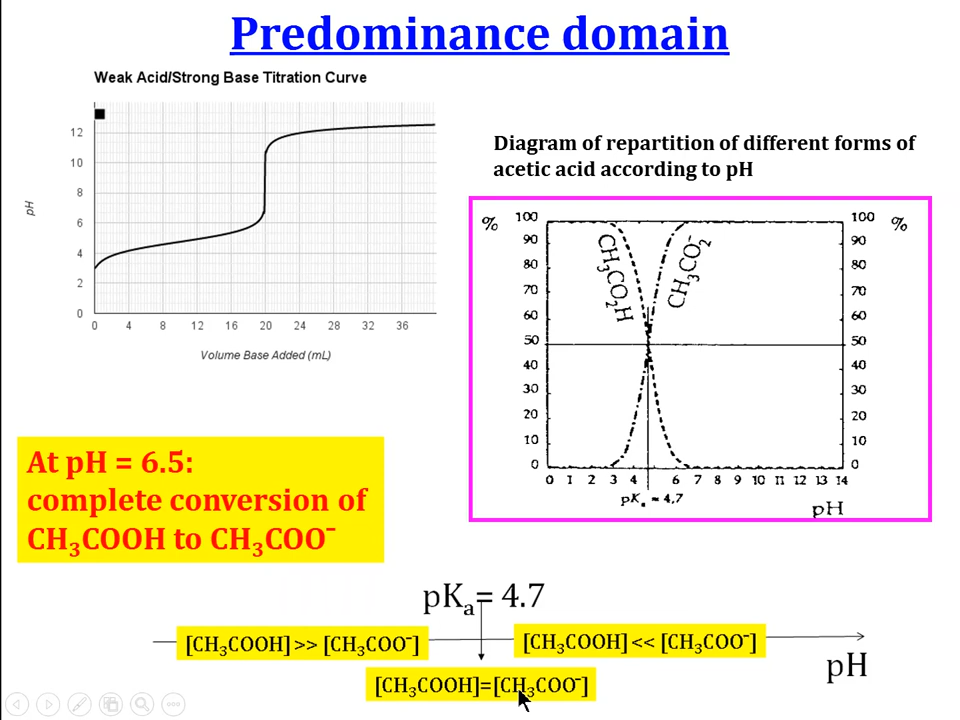 Predominance domain
Weak Acid/Strong Base Titration Curve
pH
12
10
8
6
4
2
0
0 4 8 12 16 20 24 28 32 36
Volume Base Added (mL)
Diagram of repartition of different forms of
acetic acid according to pH
% 100 100 %
90 90
80 80
70 70
60 60
50 50
40 40
30 30
20 20
10 10
0 0
CH₃CO₂H
CH₃CO₂⁻
0 1 2 3 4 6 7 8 9 10 11 12 13 14
pKₐ = 4,7
pH
At pH = 6.5:
complete conversion of
CH₃COOH to CH₃COO⁻
pKₐ= 4.7
[CH₃COOH] >> [CH₃COO⁻]
[CH₃COOH] << [CH₃COO⁻]
pH
[CH₃COOH]=[CH₃COO⁻]